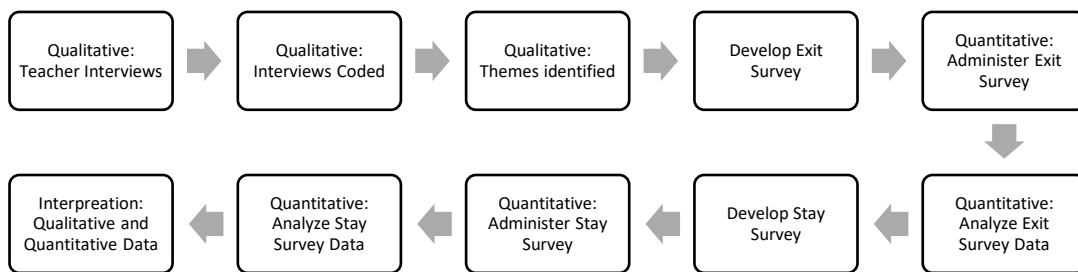 Qualitative:
Teacher Interviews
Qualitative:
Interviews Coded
Qualitative:
Themes identified
Develop Exit
Survey
Quantitative:
Administer Exit
Survey
Quantitative:
Analyze Exit
Survey Data
Develop Stay
Survey
Quantitative:
Administer Stay
Survey
Quantitative:
Analyze Stay
Survey Data
Interpreation:
Qualitative and
Quantitative Data